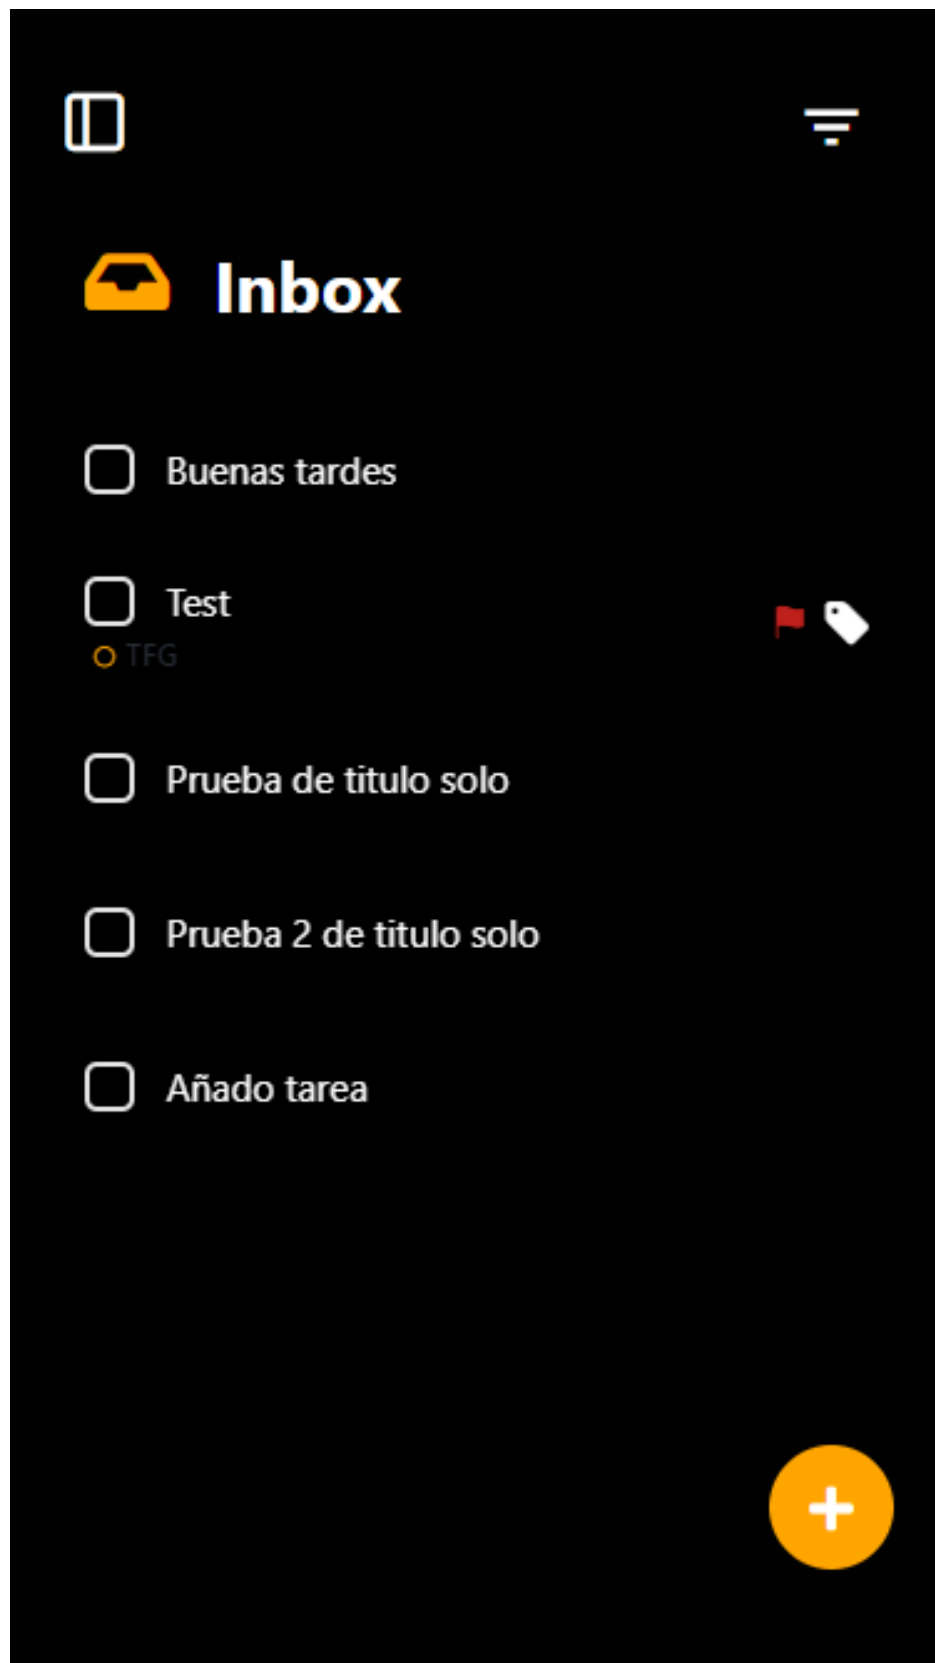 Inbox
Buenas tardes
Test
TFG
Prueba de titulo solo
Prueba 2 de titulo solo
Añado tarea